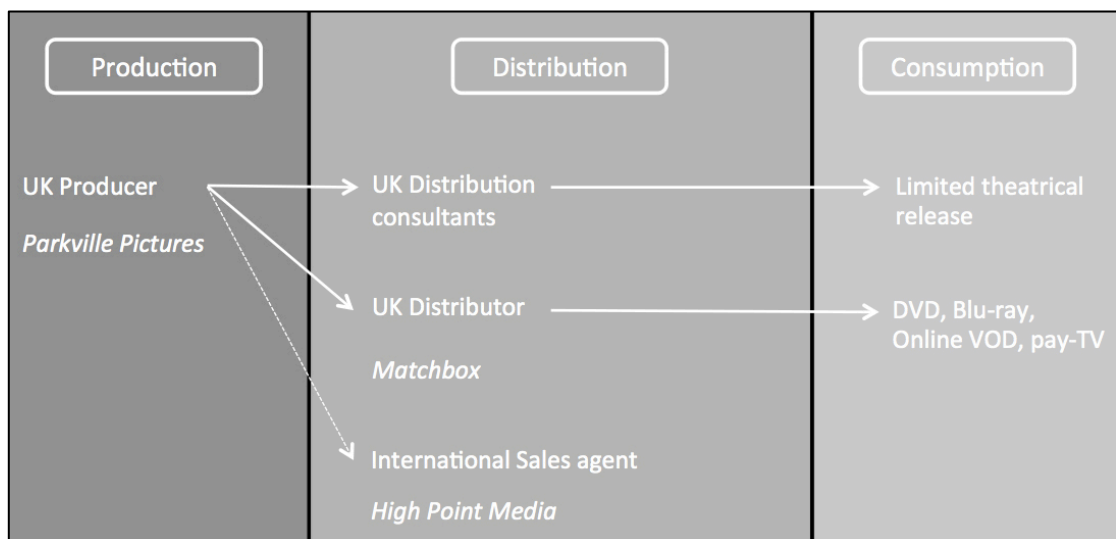 Production
Distribution
Consumption
UK Producer
Parkville Pictures
UK Distribution
consultants
Limited theatrical
release
UK Distributor
Matchbox
DVD, Blu-ray,
Online VOD, pay-TV
International Sales agent
High Point Media